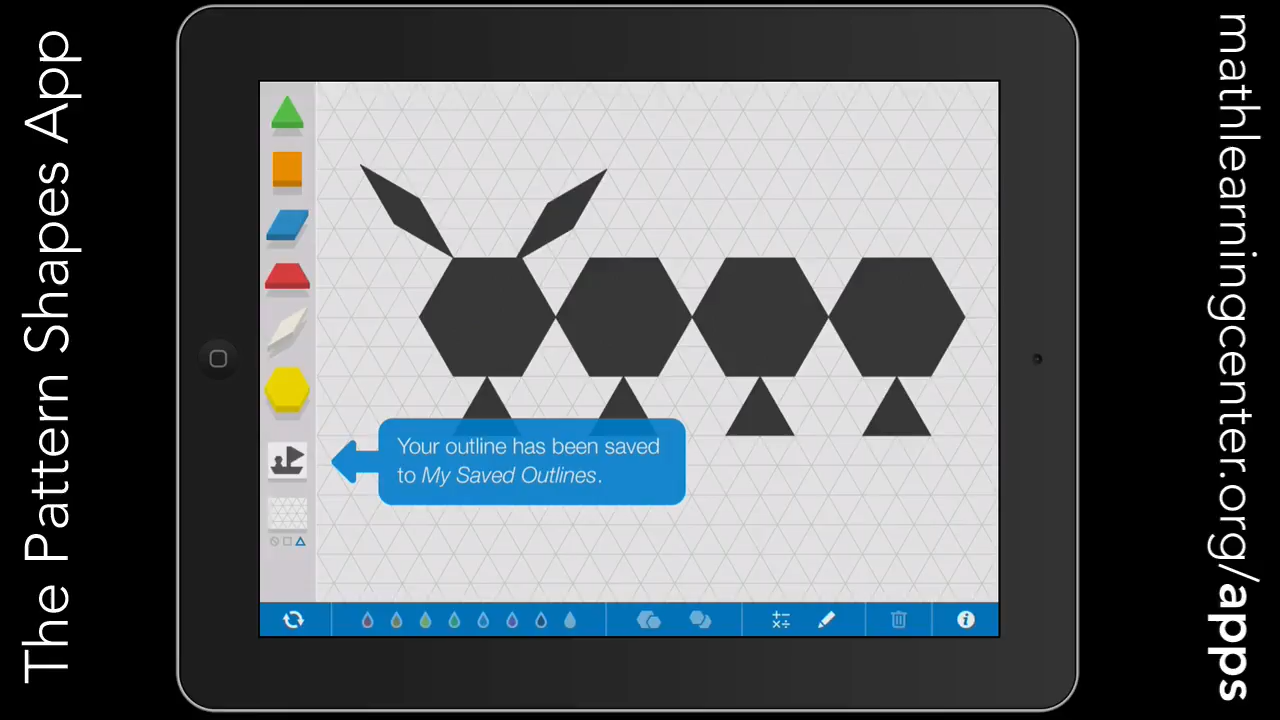 The Pattern Shapes App
Your outline has been saved
to My Saved Outlines.
mathlearningcenter.org/apps